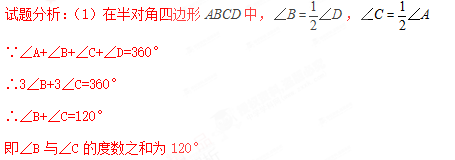 试题分析：（1）在半对角四边形 ABCD 中，∠B=1/2∠D，∠C=1/2∠A
∵∠A+∠B+∠C+∠D=360°
∴3∠B+3∠C=360°
∴∠B+∠C=120°
即∠B 与∠C 的度数之和为 120°